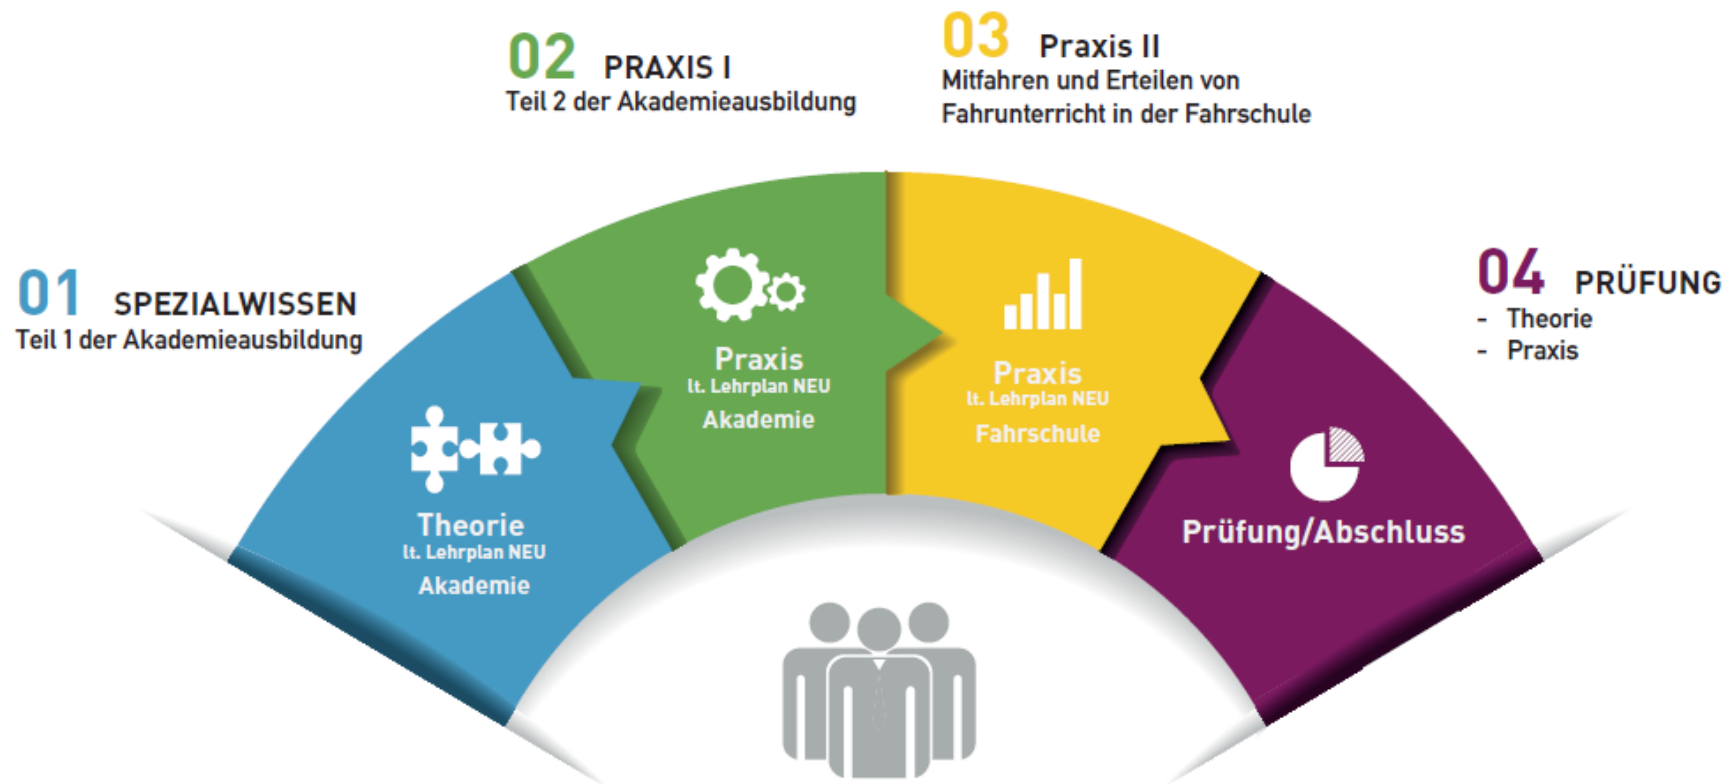 01 SPEZIALWISSEN
Teil 1 der Akademieausbildung
02 PRAXIS I
Teil 2 der Akademieausbildung
03 Praxis II
Mitfahren und Erteilen von
Fahrunterricht in der Fahrschule
04 PRÜFUNG
- Theorie
- Praxis
Theorie
lt. Lehrplan NEU
Akademie
Praxis
lt. Lehrplan NEU
Akademie
Praxis
lt. Lehrplan NEU
Fahrschule
Prüfung/Abschluss